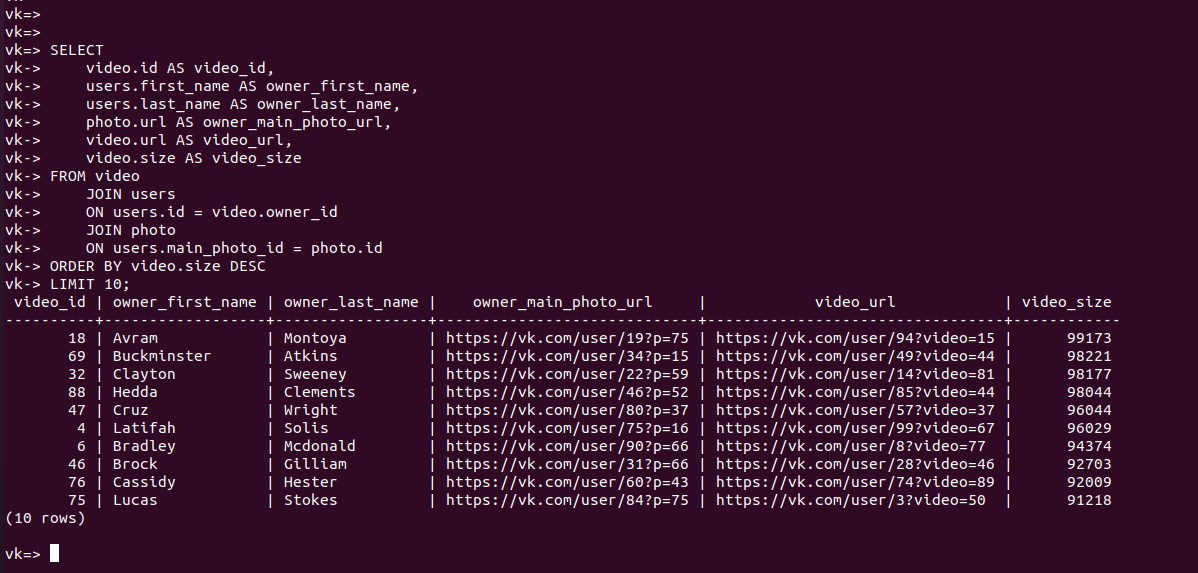 vk=>
vk=>
vk=> SELECT
vk->     video.id AS video_id,
vk->     users.first_name AS owner_first_name,
vk->     users.last_name AS owner_last_name,
vk->     photo.url AS owner_main_photo_url,
vk->     video.url AS video_url,
vk->     video.size AS video_size
vk-> FROM video
vk->     JOIN users
vk->     ON users.id = video.owner_id
vk->     JOIN photo
vk->     ON users.main_photo_id = photo.id
vk-> ORDER BY video.size DESC
vk-> LIMIT 10;
 video_id | owner_first_name | owner_last_name |    owner_main_photo_url     |            video_url            | video_size
----------+------------------+-----------------+-----------------------------+---------------------------------+------------
       18 | Avram            | Montoya         | https://vk.com/user/19?p=75 | https://vk.com/user/94?video=15 |      99173
       69 | Buckminster      | Atkins          | https://vk.com/user/34?p=15 | https://vk.com/user/49?video=44 |      98221
       32 | Clayton          | Sweeney         | https://vk.com/user/22?p=59 | https://vk.com/user/14?video=81 |      98177
       88 | Hedda            | Clements        | https://vk.com/user/46?p=52 | https://vk.com/user/85?video=44 |      98044
       47 | Cruz             | Wright          | https://vk.com/user/80?p=37 | https://vk.com/user/57?video=37 |      96044
        4 | Latifah          | Solis           | https://vk.com/user/75?p=16 | https://vk.com/user/99?video=67 |      96029
        6 | Bradley          | Mcdonald        | https://vk.com/user/90?p=66 | https://vk.com/user/8?video=77  |      94374
       46 | Brock            | Gilliam         | https://vk.com/user/31?p=66 | https://vk.com/user/28?video=46 |      92703
       76 | Cassidy          | Hester          | https://vk.com/user/60?p=43 | https://vk.com/user/74?video=89 |      92009
       75 | Lucas            | Stokes          | https://vk.com/user/84?p=75 | https://vk.com/user/3?video=50  |      91218
(10 rows)
vk=>